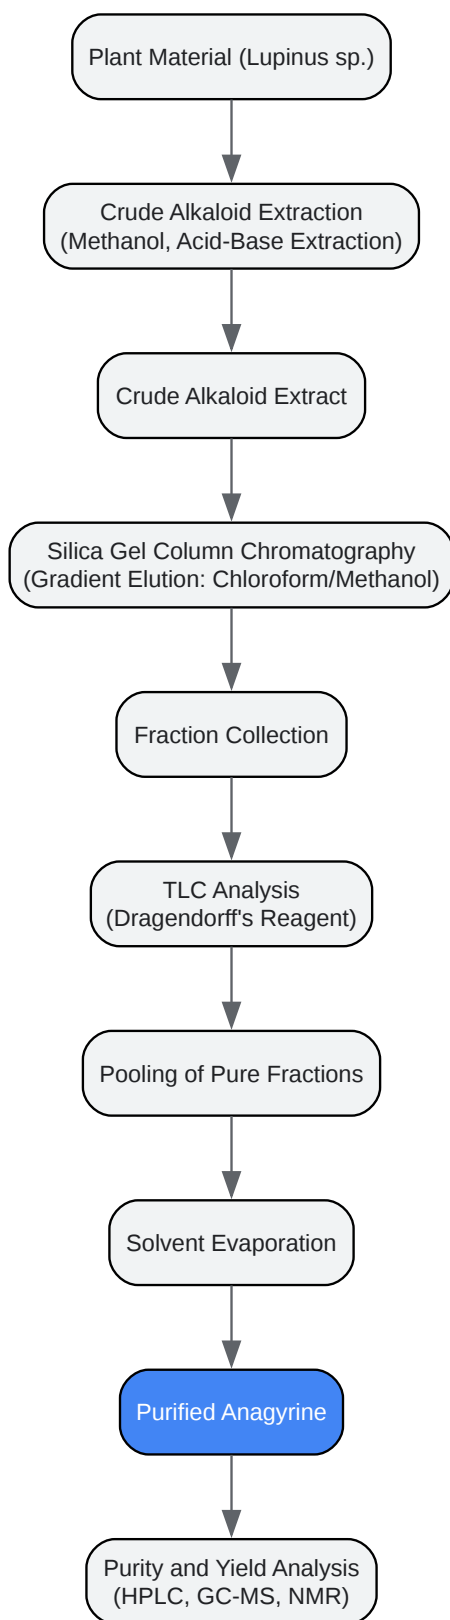 Plant Material (Lupinus sp.)
Crude Alkaloid Extraction
(Methanol, Acid-Base Extraction)
Crude Alkaloid Extract
Silica Gel Column Chromatography
(Gradient Elution: Chloroform/Methanol)
Fraction Collection
TLC Analysis
(Dragendorff's Reagent)
Pooling of Pure Fractions
Solvent Evaporation
Purified Anagyrine
Purity and Yield Analysis
(HPLC, GC-MS, NMR)